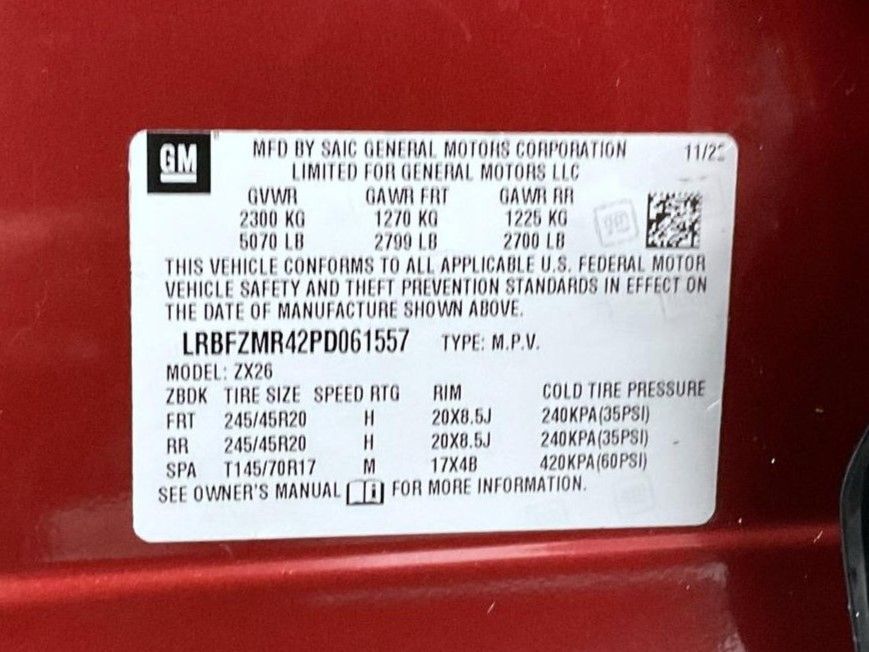 GM
MFD BY SAIC GENERAL MOTORS CORPORATION 11/22
LIMITED FOR GENERAL MOTORS LLC
GVWR GAWR FRT GAWR RR
2300 KG 1270 KG 1225 KG
5070 LB 2799 LB 2700 LB
THIS VEHICLE CONFORMS TO ALL APPLICABLE U.S. FEDERAL MOTOR
VEHICLE SAFETY AND THEFT PREVENTION STANDARDS IN EFFECT ON
THE DATE OF MANUFACTURE SHOWN ABOVE.
LRBFZMR42PD061557 TYPE: M.P.V.
MODEL: ZX26
ZBDK TIRE SIZE SPEED RTG RIM COLD TIRE PRESSURE
FRT 245/45R20 H 20X8.5J 240KPA(35PSI)
RR 245/45R20 H 20X8.5J 240KPA(35PSI)
SPA T145/70R17 M 17X4B 420KPA(60PSI)
SEE OWNER'S MANUAL FOR MORE INFORMATION.